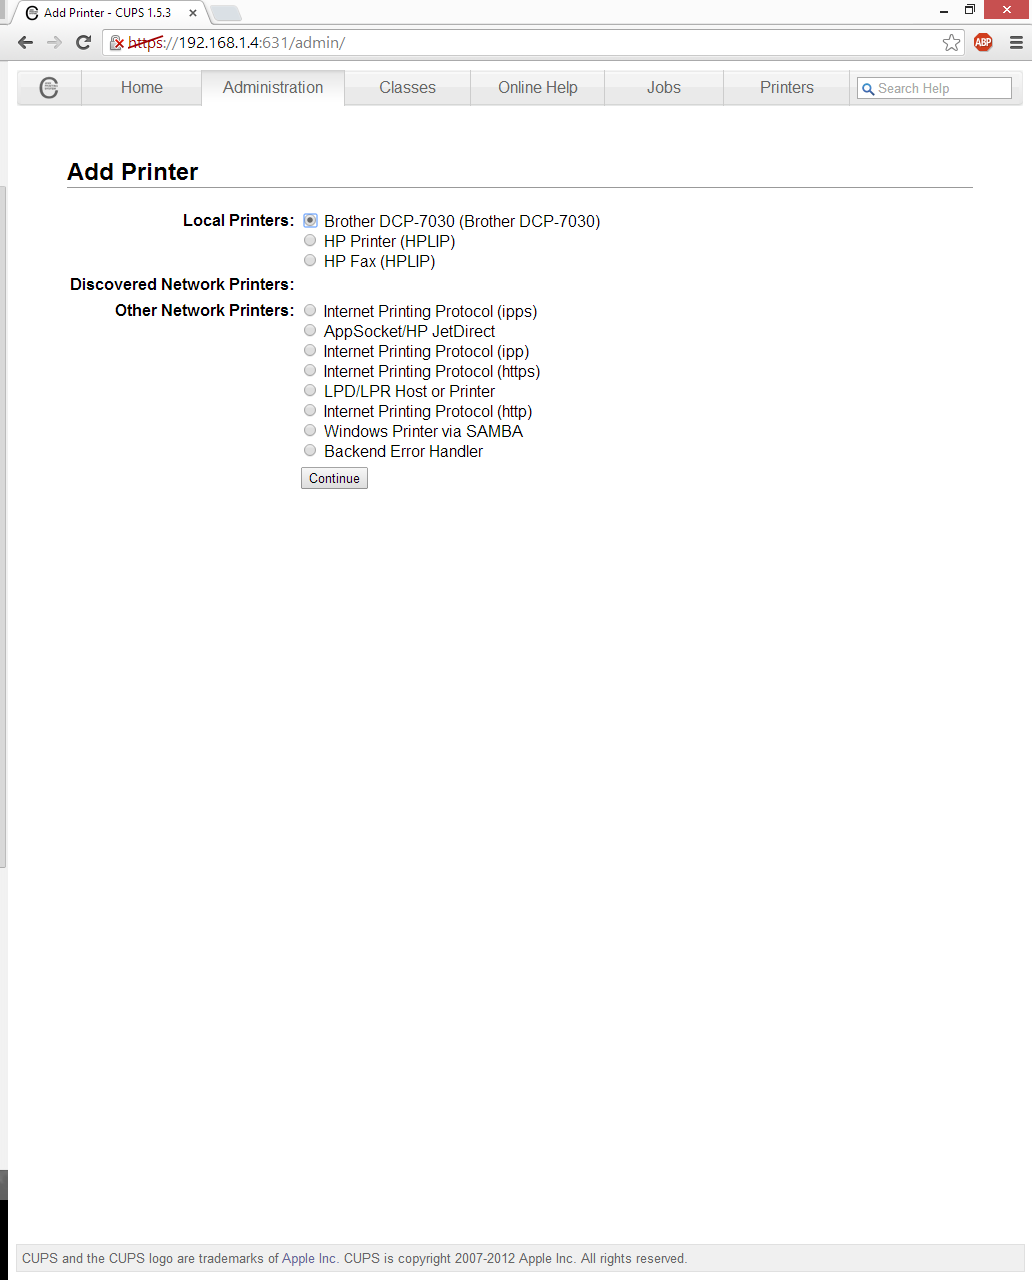 Add Printer - CUPS 1.5.3
https://192.168.1.4:631/admin/
ABP
Home Administration Classes Online Help Jobs Printers Search Help
Add Printer
Local Printers: Brother DCP-7030 (Brother DCP-7030)
HP Printer (HPLIP)
HP Fax (HPLIP)
Discovered Network Printers:
Other Network Printers: Internet Printing Protocol (ipps)
AppSocket/HP JetDirect
Internet Printing Protocol (ipp)
Internet Printing Protocol (https)
LPD/LPR Host or Printer
Internet Printing Protocol (http)
Windows Printer via SAMBA
Backend Error Handler
Continue
CUPS and the CUPS logo are trademarks of Apple Inc. CUPS is copyright 2007-2012 Apple Inc. All rights reserved.